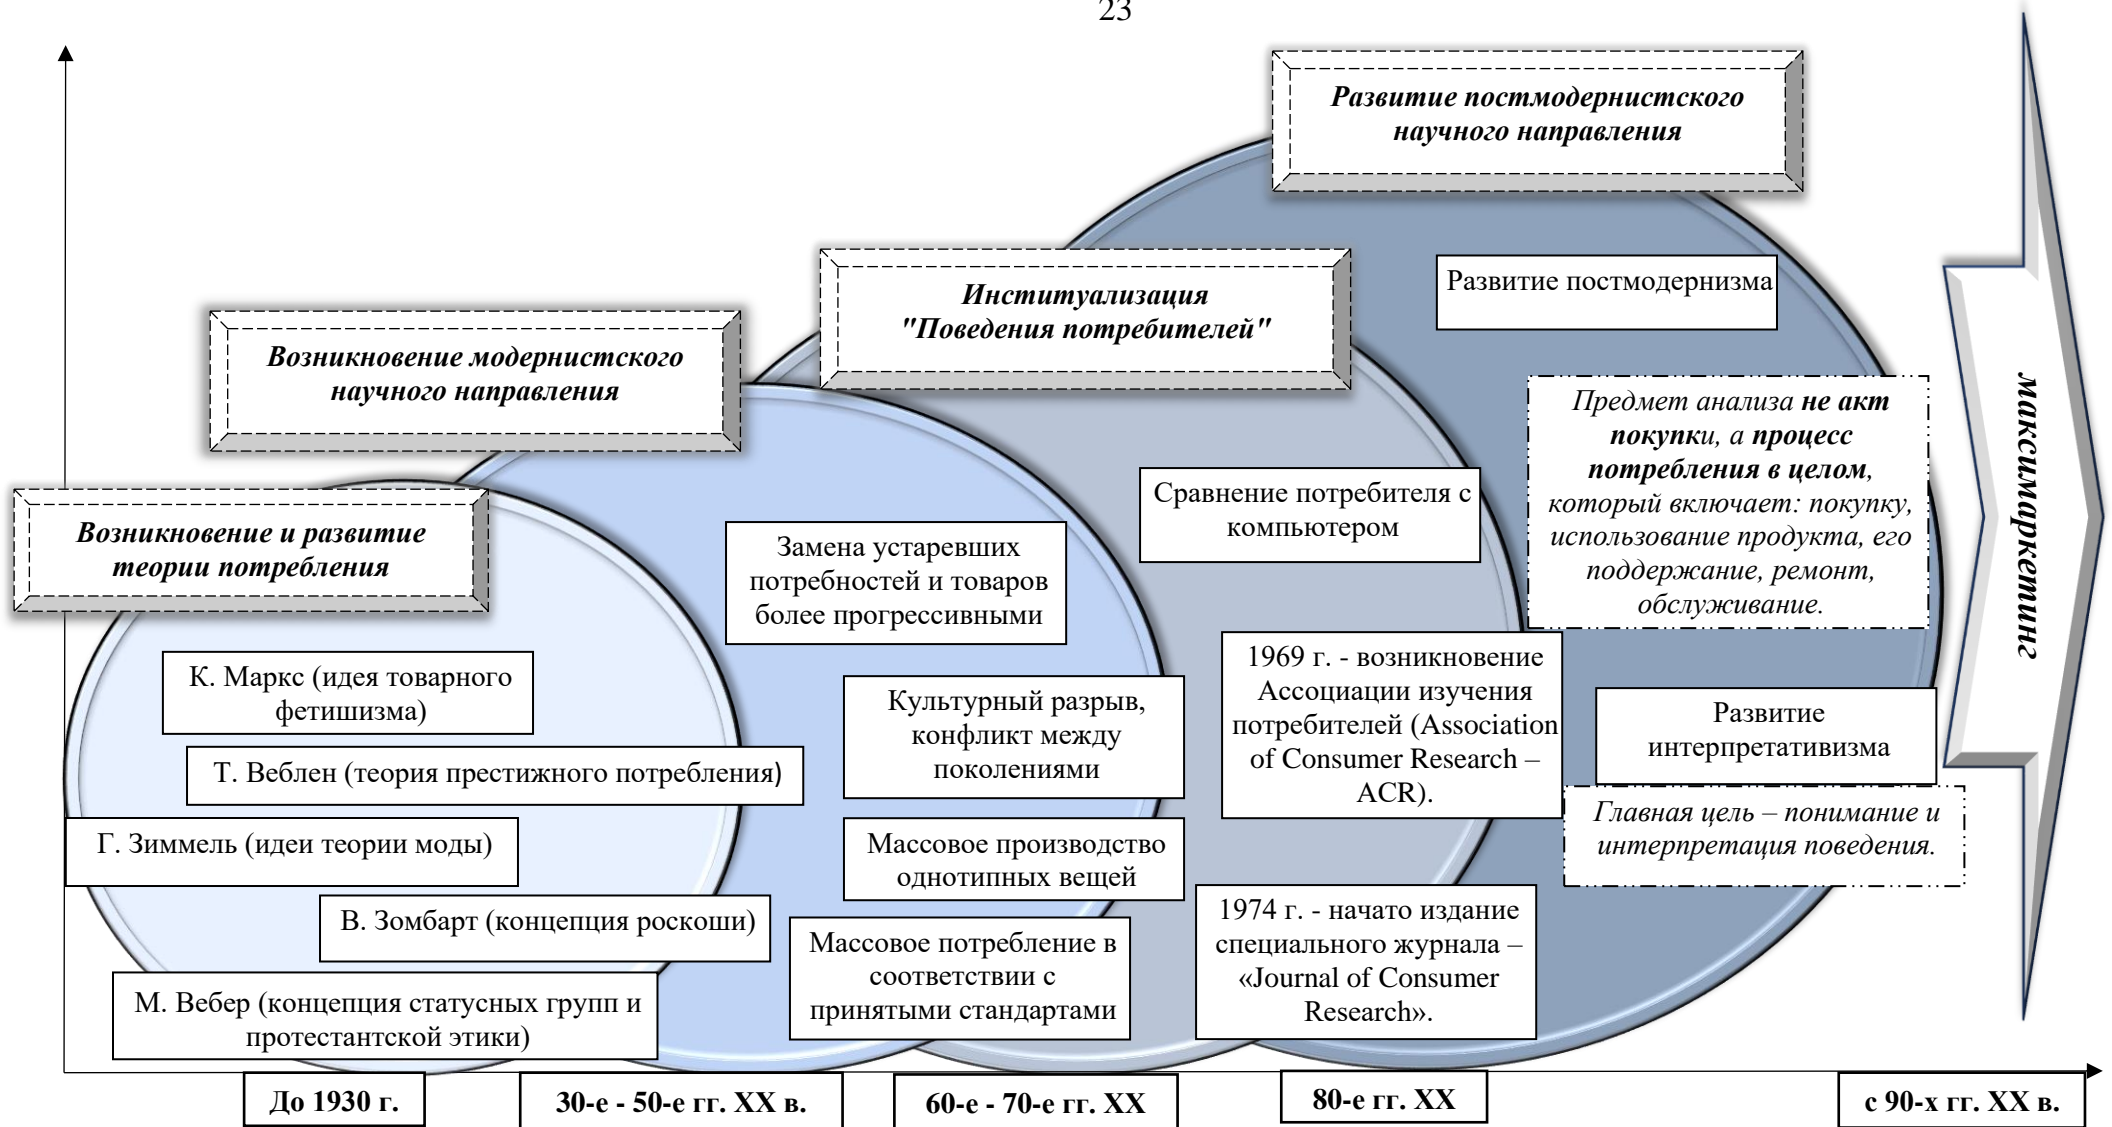 23
Развитие постмодернистского
научного направления
Институализация
"Поведения потребителей"
Возникновение модернистского
научного направления
Возникновение и развитие
теории потребления
К. Маркс (идея товарного
фетишизма)
Т. Веблен (теория престижного потребления)
Г. Зиммель (идеи теории моды)
В. Зомбарт (концепция роскоши)
М. Вебер (концепция статусных групп и
протестантской этики)
Замена устаревших
потребностей и товаров
более прогрессивными
Культурный разрыв,
конфликт между
поколениями
Массовое производство
однотипных вещей
Массовое потребление в
соответствии с
принятыми стандартами
Сравнение потребителя с
компьютером
1969 г. - возникновение
Ассоциации изучения
потребителей (Association
of Consumer Research –
ACR).
1974 г. - начато издание
специального журнала –
«Journal of Consumer
Research».
Развитие постмодернизма
Предмет анализа не акт
покупки, а процесс
потребления в целом,
который включает: покупку,
использование продукта, его
поддержание, ремонт,
обслуживание.
Развитие
интерпретативизма
Главная цель – понимание и
интерпретация поведения.
максимаркетинг
До 1930 г.
30-е - 50-е гг. XX в.
60-е - 70-е гг. XX
80-е гг. XX
с 90-х гг. XX в.